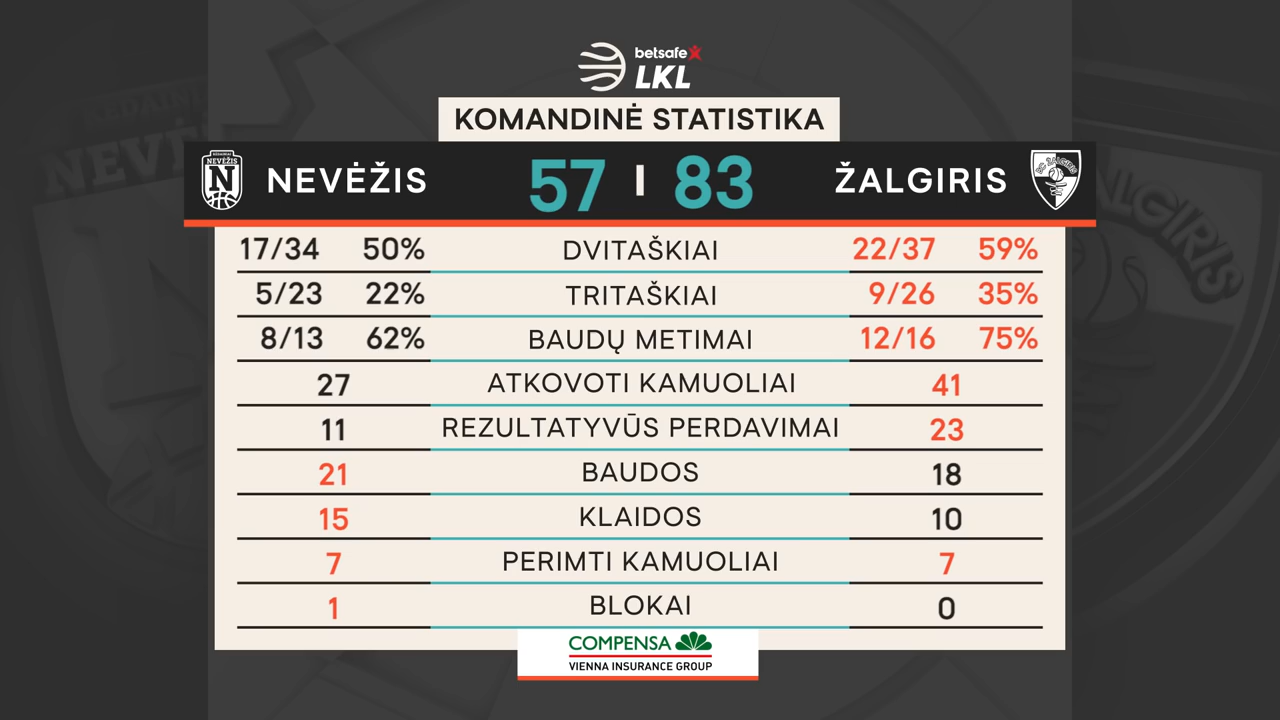 betsafe
LKL
KOMANDINĖ STATISTIKA
NEVĖŽIS 57 | 83 ŽALGIRIS
17/34 50% DVITAŠKIAI 22/37 59%
5/23 22% TRITAŠKIAI 9/26 35%
8/13 62% BAUDŲ METIMAI 12/16 75%
27 ATKOVOTI KAMUOLIAI 41
11 REZULTATYVŪS PERDAVIMAI 23
21 BAUDOS 18
15 KLAIDOS 10
7 PERIMTI KAMUOLIAI 7
1 BLOKAI 0
COMPENSA
VIENNA INSURANCE GROUP